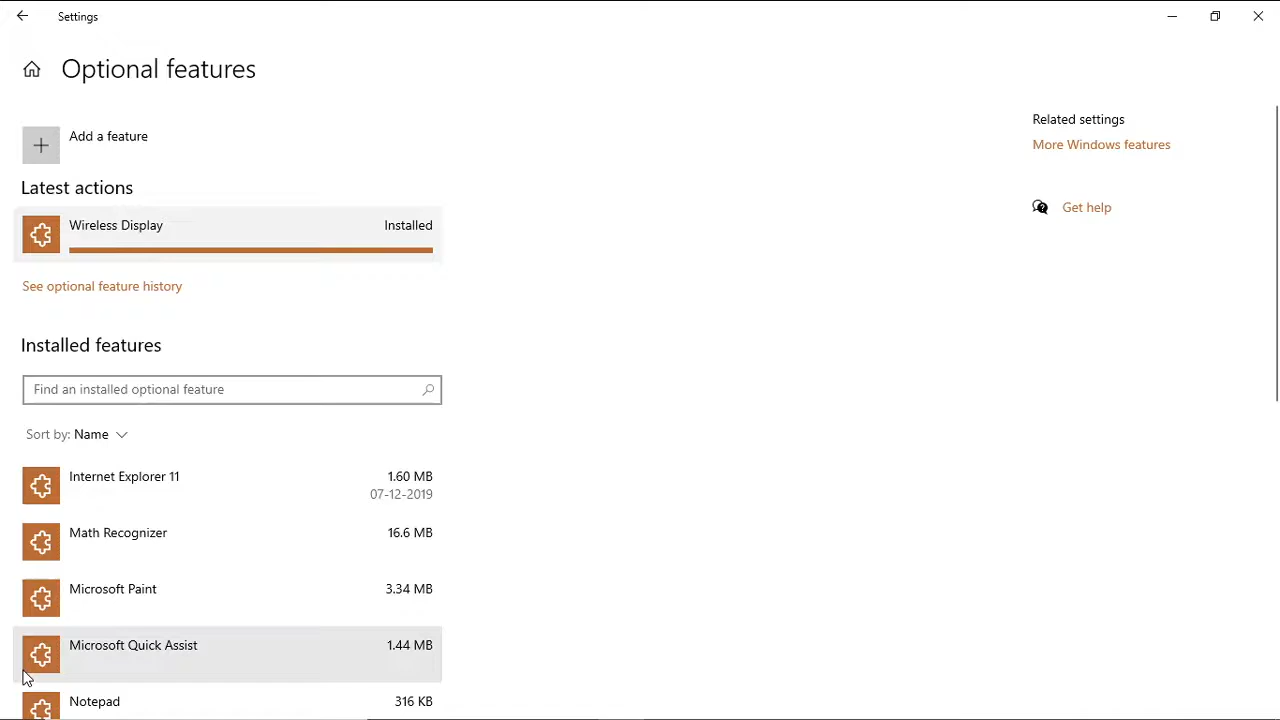 Settings
Optional features
Add a feature
Latest actions
Wireless Display Installed
See optional feature history
Installed features
Find an installed optional feature
Sort by: Name
Internet Explorer 11 1.60 MB
07-12-2019
Math Recognizer 16.6 MB
Microsoft Paint 3.34 MB
Microsoft Quick Assist 1.44 MB
Notepad 316 KB
Related settings
More Windows features
Get help